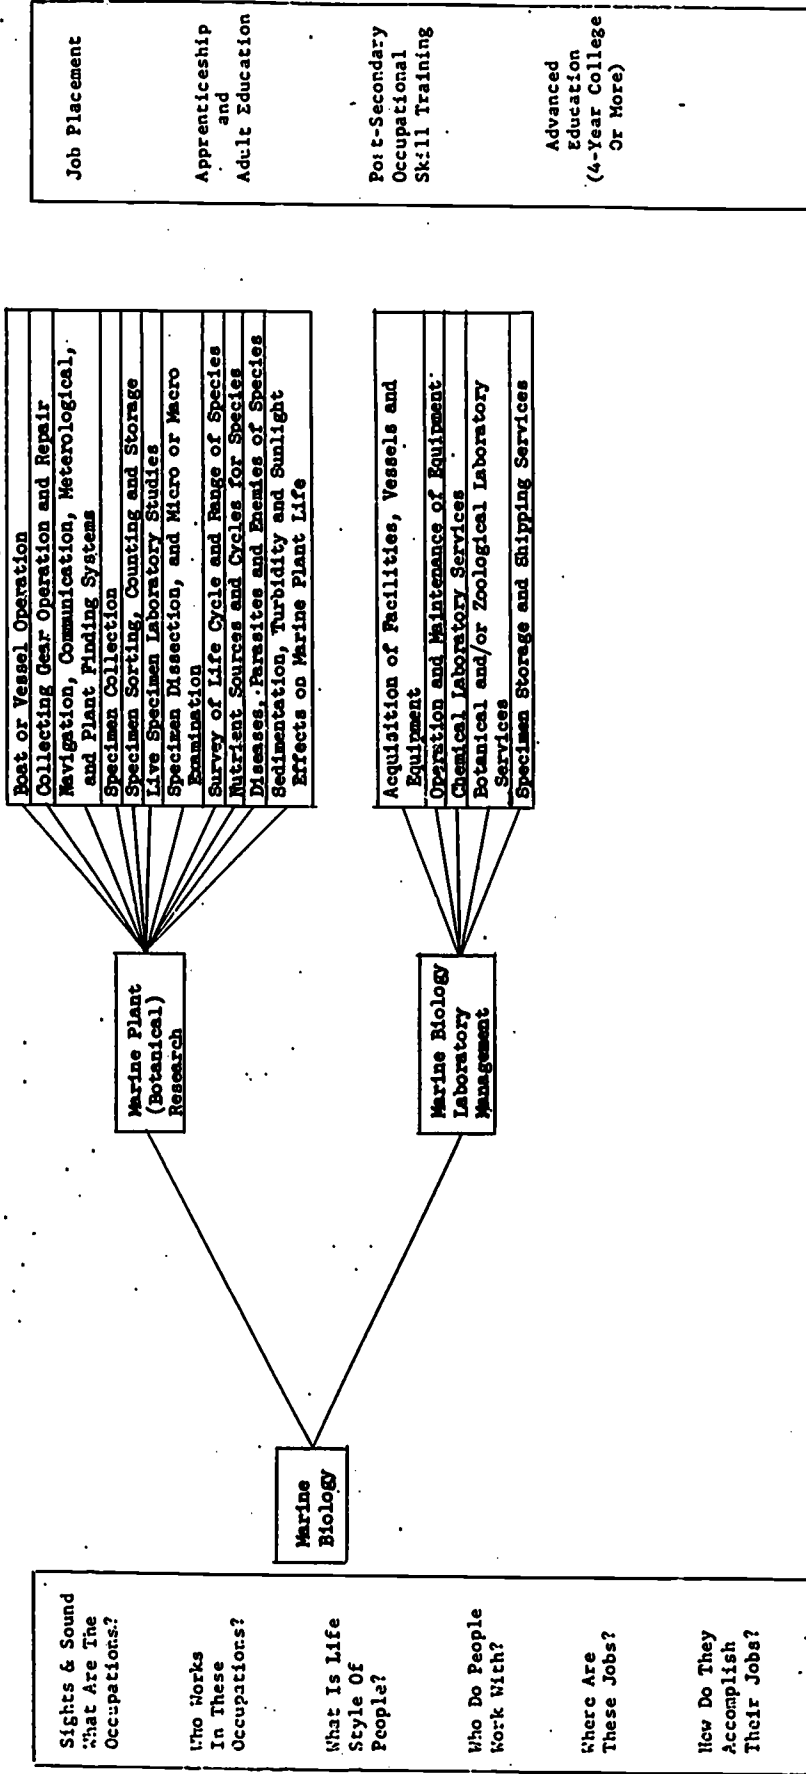 Sights & Sound
What Are The
Occupations?
Who Works
In These
Occupations?
What Is Life
Style Of
People?
Who Do People
Work With?
Where Are
These Jobs?
How Do They
Accomplish
Their Jobs?
Marine
Biology
Marine Plant
(Botanical)
Research
Marine Biology
Laboratory
Management
Boat or Vessel Operation
Collecting Gear Operation and Repair
Navigation, Communication, Meterological,
and Plant Finding Systems
Specimen Collection
Specimen Sorting, Counting and Storage
Live Specimen Laboratory Studies
Specimen Dissection, and Micro or Macro
Examination
Survey of Life Cycle and Range of Species
Nutrient Sources and Cycles for Species
Diseases, Parasites and Enemies of Species
Sedimentation, Turbidity and Sunlight
Effects on Marine Plant Life
Acquisition of Facilities, Vessels and
Equipment
Operation and Maintenance of Equipment
Chemical Laboratory Services
Botanical and/or Zoological Laboratory
Services
Specimen Storage and Shipping Services
Job Placement
Apprenticeship
and
Adult Education
Post-Secondary
Occupational
Skill Training
Advanced
Education
(4-Year College
Or More)